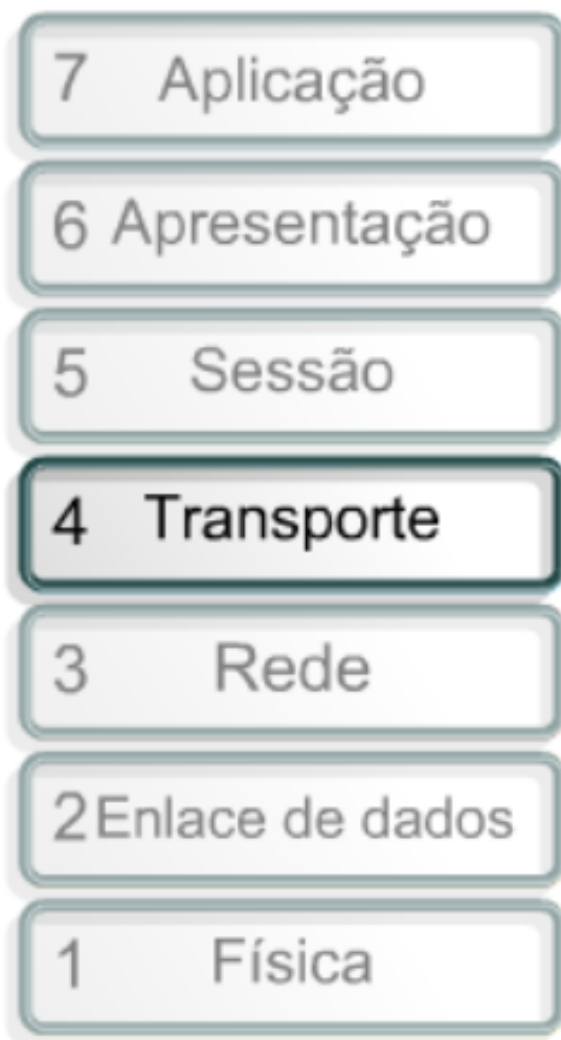 7 Aplicação
6 Apresentação
5 Sessão
4 Transporte
3 Rede
2 Enlace de dados
1 Física